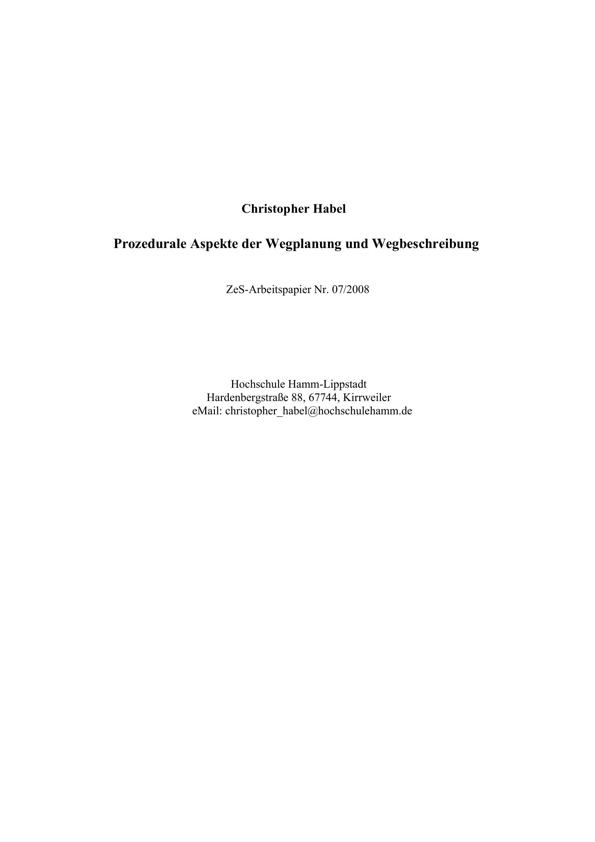 Christopher Habel
Prozedurale Aspekte der Wegplanung und Wegbeschreibung
ZeS-Arbeitspapier Nr. 07/2008
Hochschule Hamm-Lippstadt
Hardenbergstraße 88, 67744, Kirrweiler
eMail: christopher_habel@hochschulehamm.de